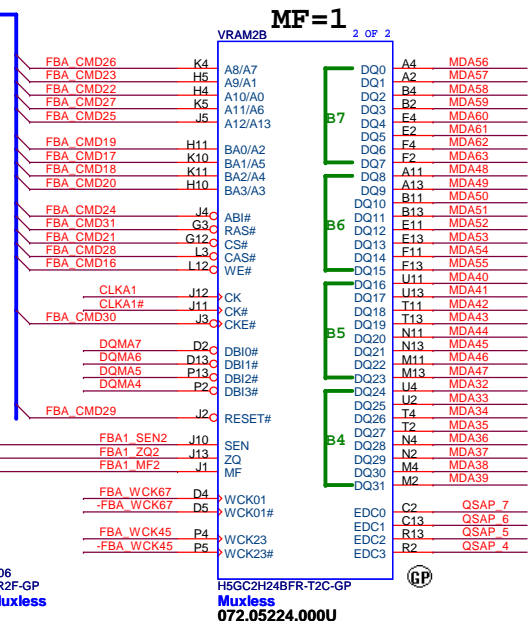 MF=1
VRAM2B 2 OF 2
FBA_CMD26 K4 A8/A7 DQ0 A4 MDA56
FBA_CMD23 H5 A9/A1 DQ1 A2 MDA57
FBA_CMD22 H4 A10/A0 DQ2 B4 MDA58
FBA_CMD27 K5 A11/A6 DQ3 B2 MDA59
FBA_CMD25 J5 A12/A13 DQ4 E4 MDA60
B7 DQ5 E2 MDA61
FBA_CMD19 H11 BA0/A2 DQ6 F4 MDA62
FBA_CMD17 K10 BA1/A5 DQ7 F2 MDA63
FBA_CMD18 K11 BA2/A4 DQ8 A11 MDA48
FBA_CMD20 H10 BA3/A3 DQ9 A13 MDA49
DQ10 B11 MDA50
FBA_CMD24 J4 ABI# DQ11 B13 MDA51
FBA_CMD31 G3 RAS# B6 DQ12 E11 MDA52
FBA_CMD21 G12 CS# DQ13 E13 MDA53
FBA_CMD28 L3 CAS# DQ14 F11 MDA54
FBA_CMD16 L12 WE# DQ15 F13 MDA55
DQ16 U11 MDA40
CLKA1 J12 CK DQ17 U13 MDA41
CLKA1# J11 CK# DQ18 T11 MDA42
FBA_CMD30 J3 CKE# DQ19 T13 MDA43
B5 DQ20 N11 MDA44
DQMA7 D2 DBI0# DQ21 N13 MDA45
DQMA6 D13 DBI1# DQ22 M11 MDA46
DQMA5 P13 DBI2# DQ23 M13 MDA47
DQMA4 P2 DBI3# DQ24 U4 MDA32
DQ25 U2 MDA33
FBA_CMD29 J2 RESET# DQ26 T4 MDA34
DQ27 T2 MDA35
FBA1_SEN2 J10 SEN B4 DQ28 N4 MDA36
FBA1_ZQ2 J13 ZQ DQ29 N2 MDA37
FBA1_MF2 J1 MF DQ30 M4 MDA38
DQ31 M2 MDA39
FBA_WCK67 D4 WCK01
-FBA_WCK67 D5 WCK01# EDC0 C2 QSAP_7
EDC1 C13 QSAP_6
FBA_WCK45 P4 WCK23 EDC2 R13 QSAP_5
-FBA_WCK45 P5 WCK23# EDC3 R2 QSAP_4
06
R2F-GP H5GC2H24BFR-T2C-GP GP
uxless Muxless
072.05224.000U